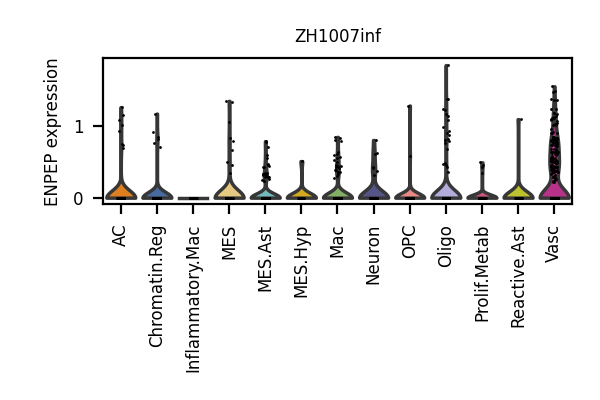 ZH1007inf
ENPEP expression
1
0
AC
Chromatin.Reg
Inflammatory.Mac
MES
MES.Ast
MES.Hyp
Mac
Neuron
OPC
Oligo
Prolif.Metab
Reactive.Ast
Vasc